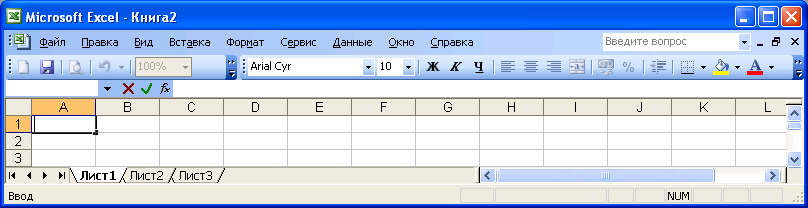 Microsoft Excel - Книга2
Файл Правка Вид Вставка Формат Сервис Данные Окно Справка Введите вопрос
100% Arial Cyr 10 Ж К Ч %
fx
A B C D E F G H I J K L
1
2
3
Лист1 Лист2 Лист3
Ввод NUM